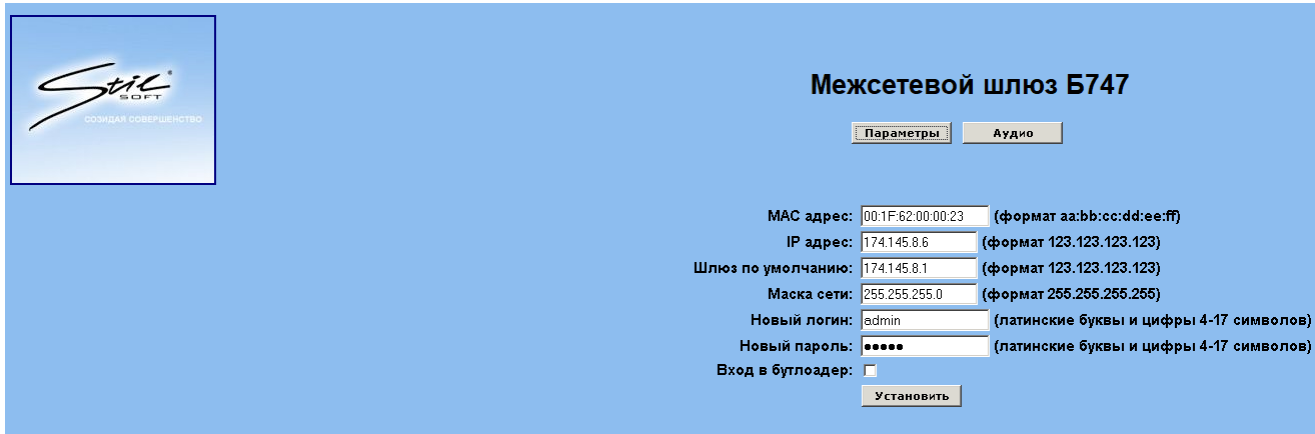 Stil
SOFT
СОЗИДАЯ СОВЕРШЕНСТВО
Межсетевой шлюз Б747
Параметры Аудио
MAC адрес: 00:1F:62:00:00:23 (формат aa:bb:cc:dd:ee:ff)
IP адрес: 174.145.8.6 (формат 123.123.123.123)
Шлюз по умолчанию: 174.145.8.1 (формат 123.123.123.123)
Маска сети: 255.255.255.0 (формат 255.255.255.255)
Новый логин: admin (латинские буквы и цифры 4-17 символов)
Новый пароль: ●●●●● (латинские буквы и цифры 4-17 символов)
Вход в бутлоадер:
Установить